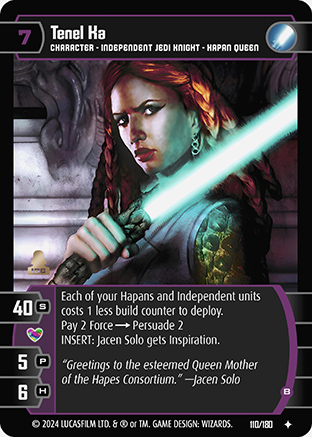 7 Tenel Ka
CHARACTER - INDEPENDENT JEDI KNIGHT - HAPAN QUEEN
40 S
Each of your Hapans and Independent units
costs 1 less build counter to deploy.
Pay 2 Force → Persuade 2
INSERT: Jacen Solo gets Inspiration.
5 P
“Greetings to the esteemed Queen Mother
of the Hapes Consortium.” —Jacen Solo
6 H
B
© 2024 LUCASFILM LTD. & ® OR TM. GAME DESIGN: WIZARDS. 110/180